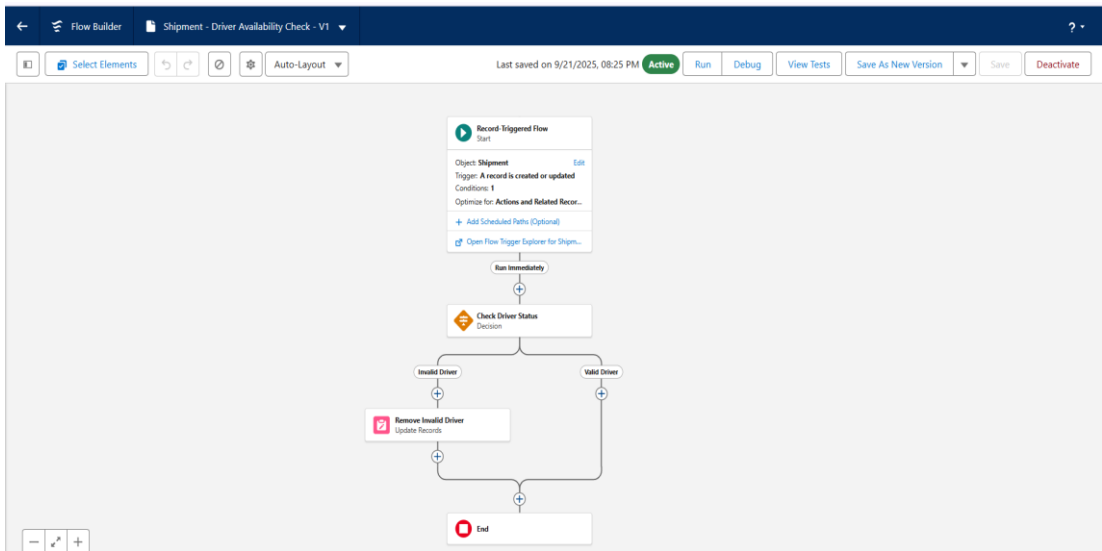 Flow Builder
Shipment - Driver Availability Check - V1
?
Select Elements
Auto-Layout
Last saved on 9/21/2025, 08:25 PM
Active
Run
Debug
View Tests
Save As New Version
Save
Deactivate
Record-Triggered Flow
Start
Object: Shipment
Edit
Trigger: A record is created or updated
Conditions: 1
Optimize for: Actions and Related Recor...
+ Add Scheduled Paths (Optional)
Open Flow Trigger Explorer for Shipm...
Run Immediately
Check Driver Status
Decision
Invalid Driver
Valid Driver
Remove Invalid Driver
Update Records
End